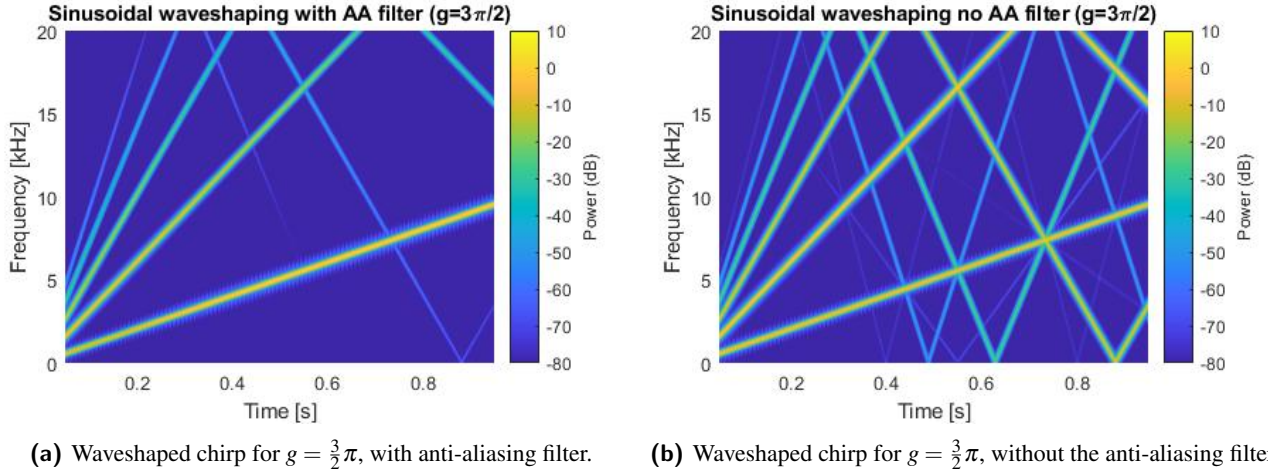 Sinusoidal waveshaping with AA filter (g=3π/2)
20
15
10
5
0
Frequency [kHz]
0.2 0.4 0.6 0.8
Time [s]
10
0
-10
-20
-30
-40
-50
-60
-70
-80
Power (dB)
(a) Waveshaped chirp for g = 3/2 π, with anti-aliasing filter.
Sinusoidal waveshaping no AA filter (g=3π/2)
20
15
10
5
0
Frequency [kHz]
0.2 0.4 0.6 0.8
Time [s]
10
0
-10
-20
-30
-40
-50
-60
-70
-80
Power (dB)
(b) Waveshaped chirp for g = 3/2 π, without the anti-aliasing filte